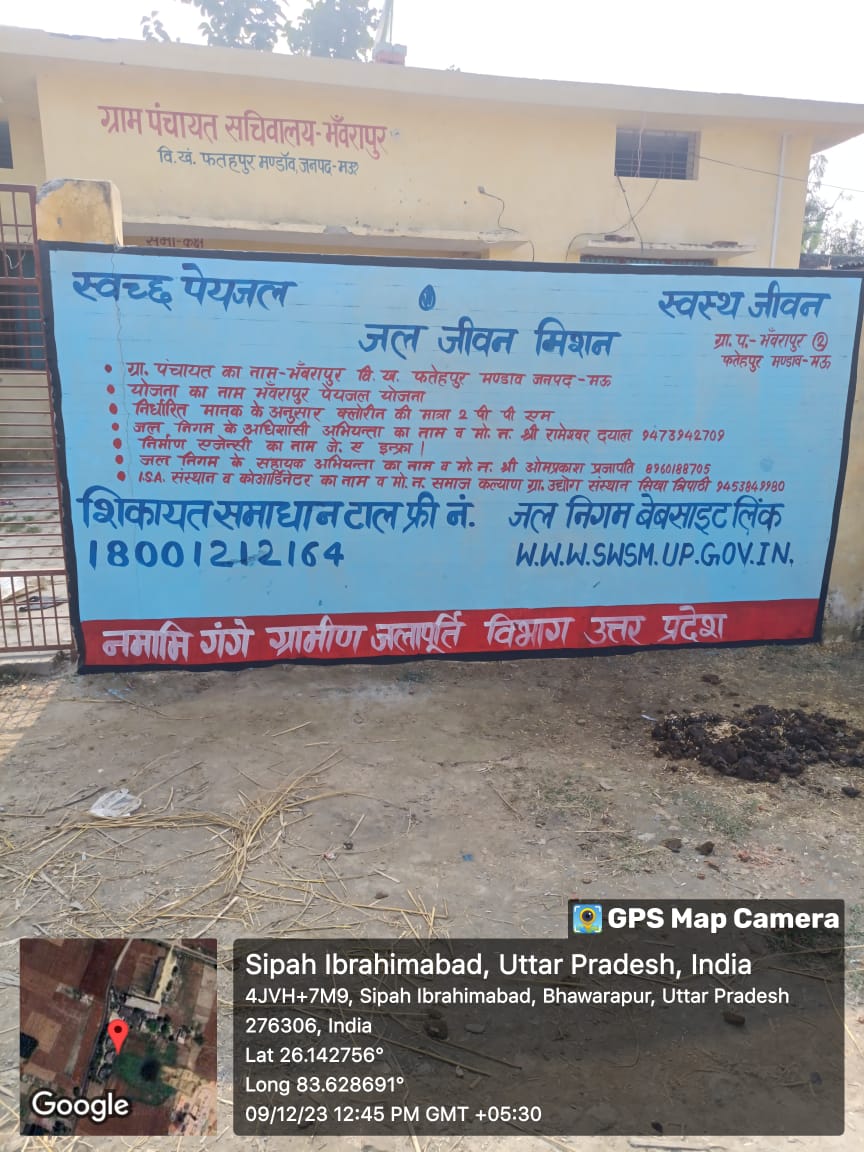 ग्राम पंचायत सचिवालय-भँवरापुर
वि.खं. फतहपुर मण्डॉव, जनपद-मऊ
सभा-कक्ष
स्वच्छ पेयजल
स्वस्थ जीवन
जल जीवन मिशन
ग्रा. प.- भँवरापुर 2
फतेहपुर मण्डाव-मऊ
• ग्रा. पंचायत का नाम-भँवरापुर वि. ख. फतेहपुर मण्डाव जनपद-मऊ
• योजना का नाम भँवरापुर पेयजल योजना
• निर्धारित मानक के अनुसार क्लोरीन की मात्रा 2 पी पी एम
• जल निगम के अधिशासी अभियन्ता का नाम व मो. न. श्री रामेश्वर दयाल 9473942709
• निर्माण एजेन्सी का नाम जे. ए इन्फ्रा।
• जल निगम के सहायक अभियन्ता का नाम व मो. न. श्री ओमप्रकाश प्रजापति 8960188705
• I.S.A. संस्थान व कोआर्डिनेटर का नाम व मो. न. समाज कल्याण ग्रा. उद्योग संस्थान सिखा त्रिपाठी 9453849980
शिकायत समाधान टाल फ्री नं.
जल निगम बेबसाइट लिंक
18001212164
W.W.W.SWSM.UP.GOV.IN.
नमामि गंगे ग्रामीण जलापूर्ति विभाग उत्तर प्रदेश
GPS Map Camera
Sipah Ibrahimabad, Uttar Pradesh, India
4JVH+7M9, Sipah Ibrahimabad, Bhawarapur, Uttar Pradesh
276306, India
Lat 26.142756°
Long 83.628691°
09/12/23 12:45 PM GMT +05:30
Google